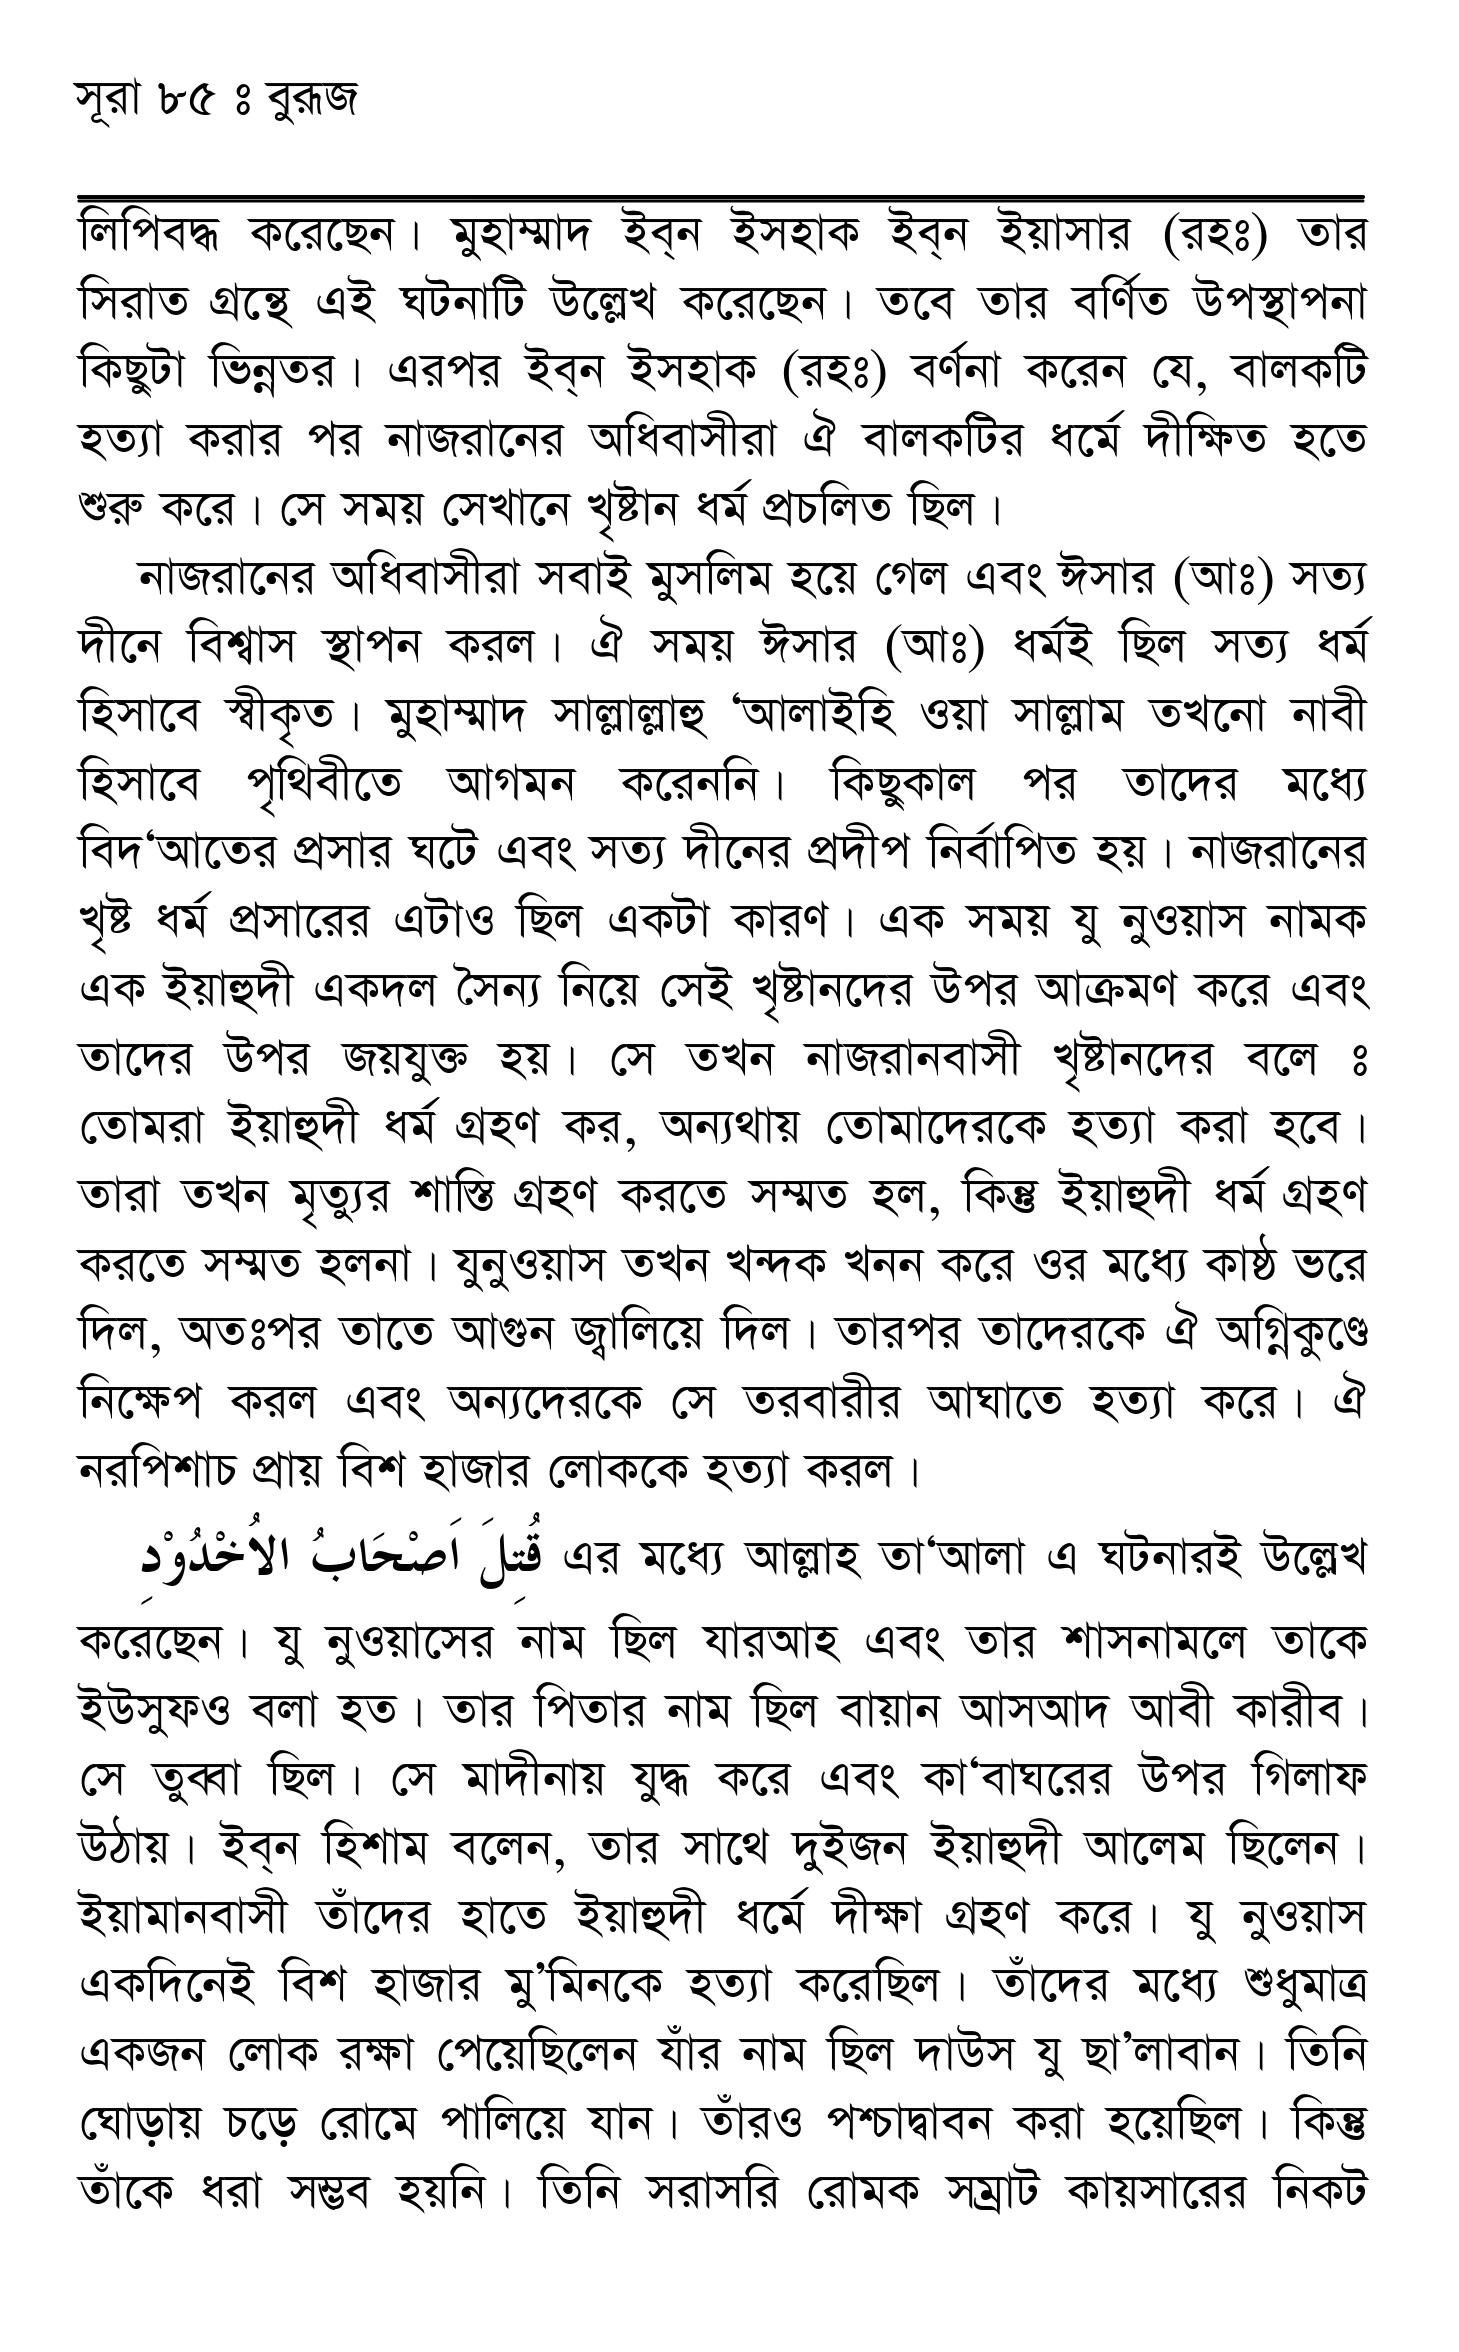 সূরা ৮৫ ঃ বুরূজ
লিপিবদ্ধ করেছেন। মুহাম্মাদ ইব্‌ন ইসহাক ইব্‌ন ইয়াসার (রহঃ) তার
সিরাত গ্রন্থে এই ঘটনাটি উল্লেখ করেছেন। তবে তার বর্ণিত উপস্থাপনা
কিছুটা ভিন্নতর। এরপর ইব্‌ন ইসহাক (রহঃ) বর্ণনা করেন যে, বালকটি
হত্যা করার পর নাজরানের অধিবাসীরা ঐ বালকটির ধর্মে দীক্ষিত হতে
শুরু করে। সে সময় সেখানে খৃষ্টান ধর্ম প্রচলিত ছিল।
নাজরানের অধিবাসীরা সবাই মুসলিম হয়ে গেল এবং ঈসার (আঃ) সত্য
দীনে বিশ্বাস স্থাপন করল। ঐ সময় ঈসার (আঃ) ধর্মই ছিল সত্য ধর্ম
হিসাবে স্বীকৃত। মুহাম্মাদ সাল্লাল্লাহু ‘আলাইহি ওয়া সাল্লাম তখনো নাবী
হিসাবে পৃথিবীতে আগমন করেননি। কিছুকাল পর তাদের মধ্যে
বিদ‘আতের প্রসার ঘটে এবং সত্য দীনের প্রদীপ নির্বাপিত হয়। নাজরানের
খৃষ্ট ধর্ম প্রসারের এটাও ছিল একটা কারণ। এক সময় যু নুওয়াস নামক
এক ইয়াহুদী একদল সৈন্য নিয়ে সেই খৃষ্টানদের উপর আক্রমণ করে এবং
তাদের উপর জয়যুক্ত হয়। সে তখন নাজরানবাসী খৃষ্টানদের বলে ঃ
তোমরা ইয়াহুদী ধর্ম গ্রহণ কর, অন্যথায় তোমাদেরকে হত্যা করা হবে।
তারা তখন মৃত্যুর শাস্তি গ্রহণ করতে সম্মত হল, কিন্তু ইয়াহুদী ধর্ম গ্রহণ
করতে সম্মত হলনা। যুনুওয়াস তখন খন্দক খনন করে ওর মধ্যে কাষ্ঠ ভরে
দিল, অতঃপর তাতে আগুন জ্বালিয়ে দিল। তারপর তাদেরকে ঐ অগ্নিকুণ্ডে
নিক্ষেপ করল এবং অন্যদেরকে সে তরবারীর আঘাতে হত্যা করে। ঐ
নরপিশাচ প্রায় বিশ হাজার লোককে হত্যা করল।
قُتِلَ اَصْحَابُ الاُخْدُوْدِ এর মধ্যে আল্লাহ তা‘আলা এ ঘটনারই উল্লেখ
করেছেন। যু নুওয়াসের নাম ছিল যারআহ এবং তার শাসনামলে তাকে
ইউসুফও বলা হত। তার পিতার নাম ছিল বায়ান আসআদ আবী কারীব।
সে তুব্বা ছিল। সে মাদীনায় যুদ্ধ করে এবং কা‘বাঘরের উপর গিলাফ
উঠায়। ইব্‌ন হিশাম বলেন, তার সাথে দুইজন ইয়াহুদী আলেম ছিলেন।
ইয়ামানবাসী তাঁদের হাতে ইয়াহুদী ধর্মে দীক্ষা গ্রহণ করে। যু নুওয়াস
একদিনেই বিশ হাজার মু’মিনকে হত্যা করেছিল। তাঁদের মধ্যে শুধুমাত্র
একজন লোক রক্ষা পেয়েছিলেন যাঁর নাম ছিল দাউস যু ছা’লাবান। তিনি
ঘোড়ায় চড়ে রোমে পালিয়ে যান। তাঁরও পশ্চাদ্বাবন করা হয়েছিল। কিন্তু
তাঁকে ধরা সম্ভব হয়নি। তিনি সরাসরি রোমক সম্রাট কায়সারের নিকট